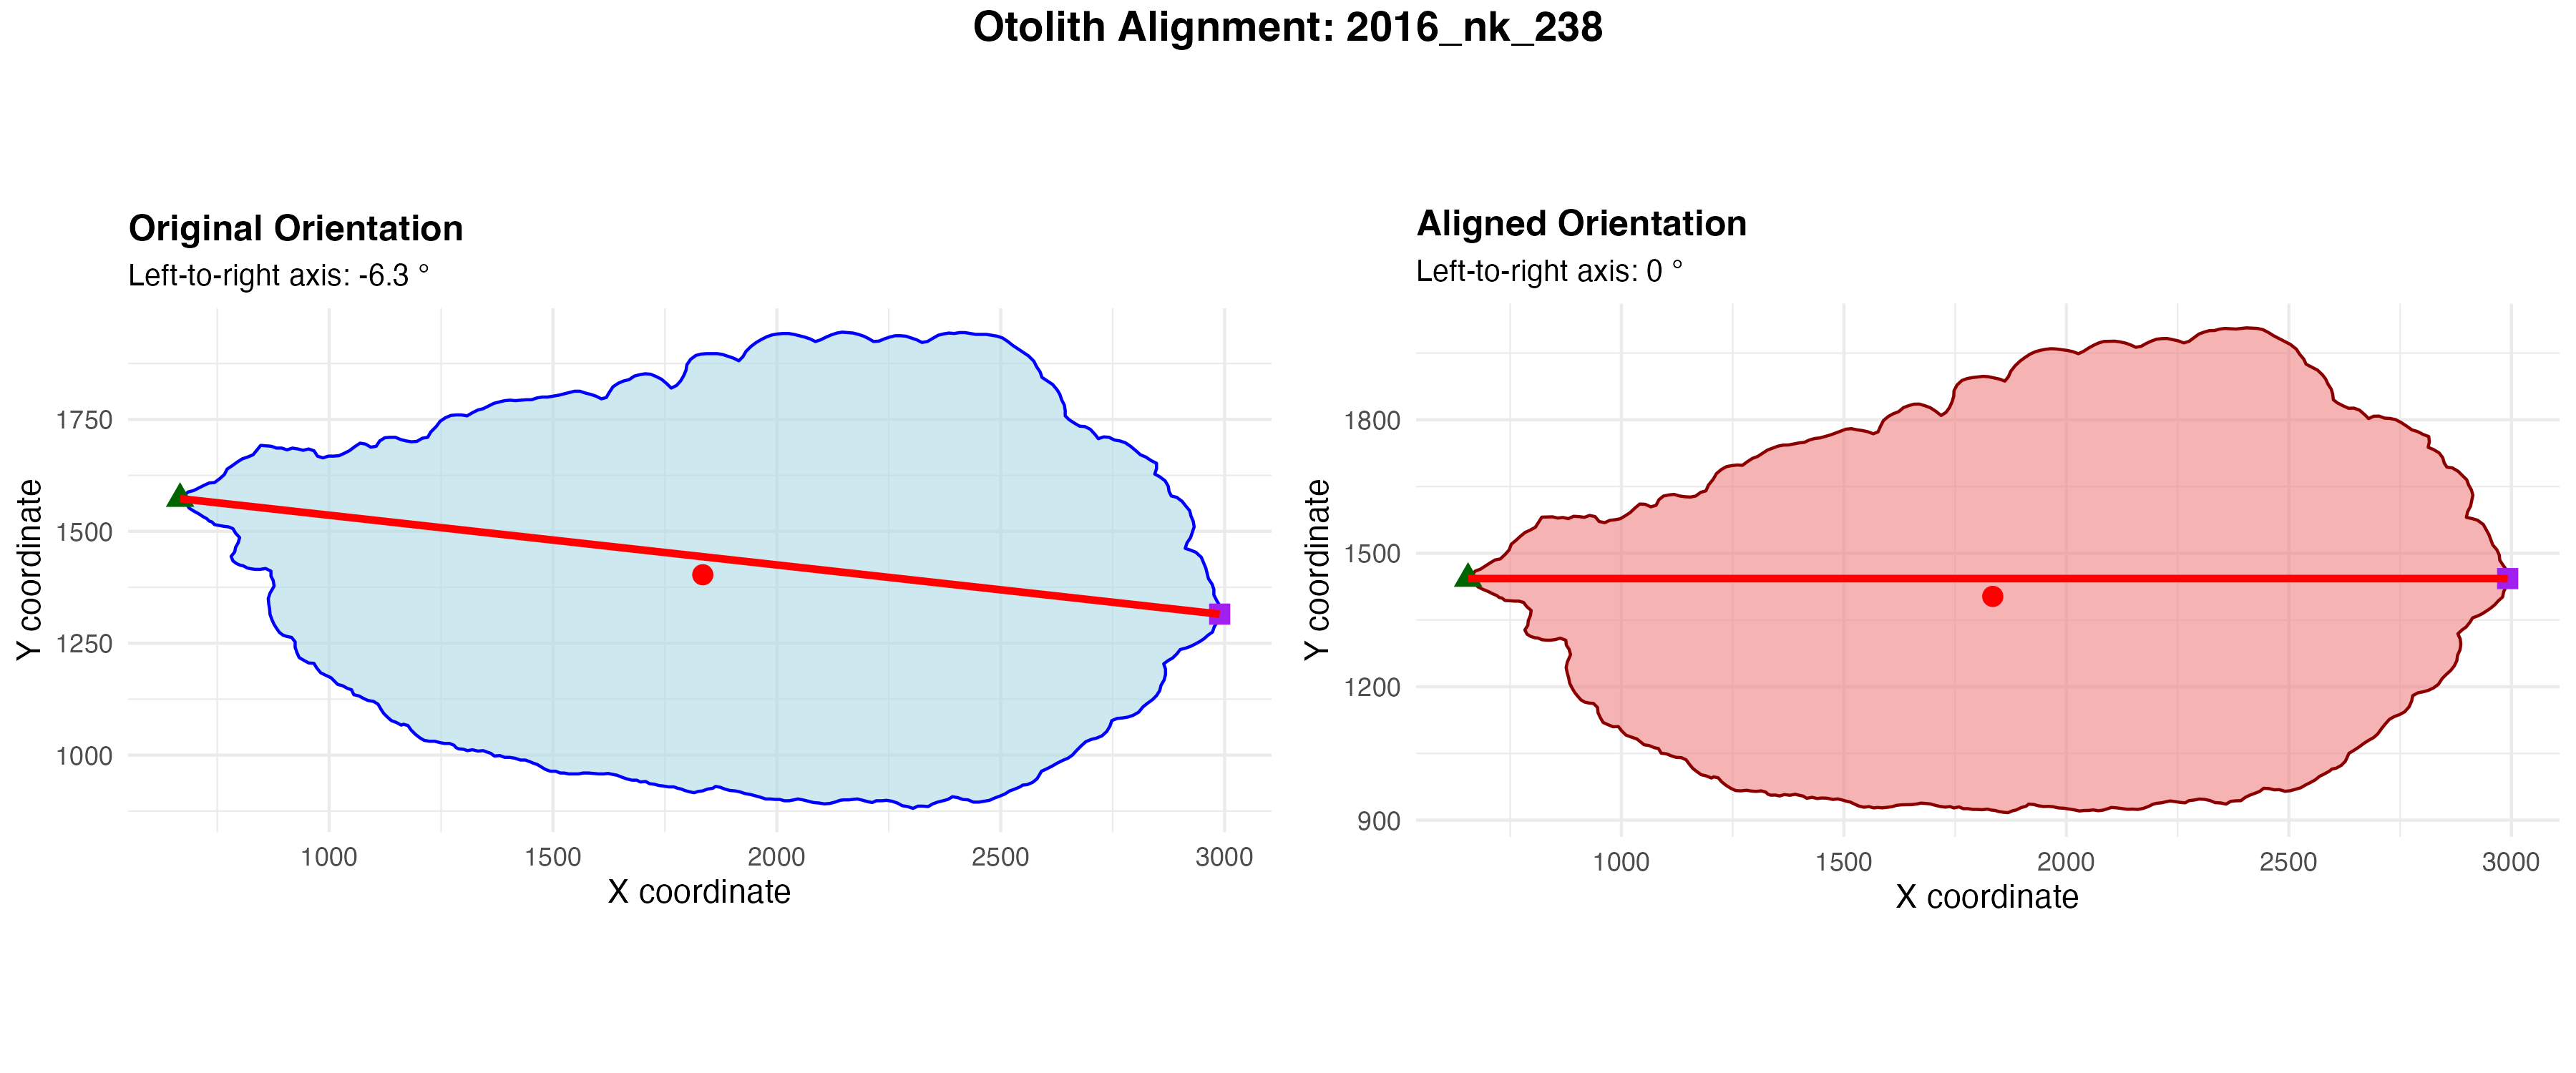 Otolith Alignment: 2016_nk_238
Original Orientation
Left-to-right axis: -6.3 °
Y coordinate
1750
1500
1250
1000
1000 1500 2000 2500 3000
X coordinate
Aligned Orientation
Left-to-right axis: 0 °
Y coordinate
1800
1500
1200
900
1000 1500 2000 2500 3000
X coordinate